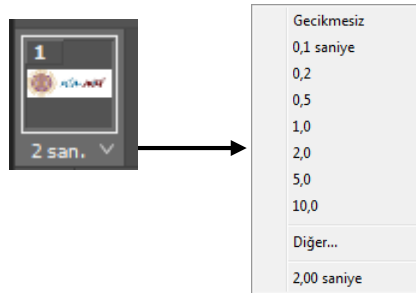 1
2 san.
Gecikmesiz
0,1 saniye
0,2
0,5
1,0
2,0
5,0
10,0
Diğer...
2,00 saniye